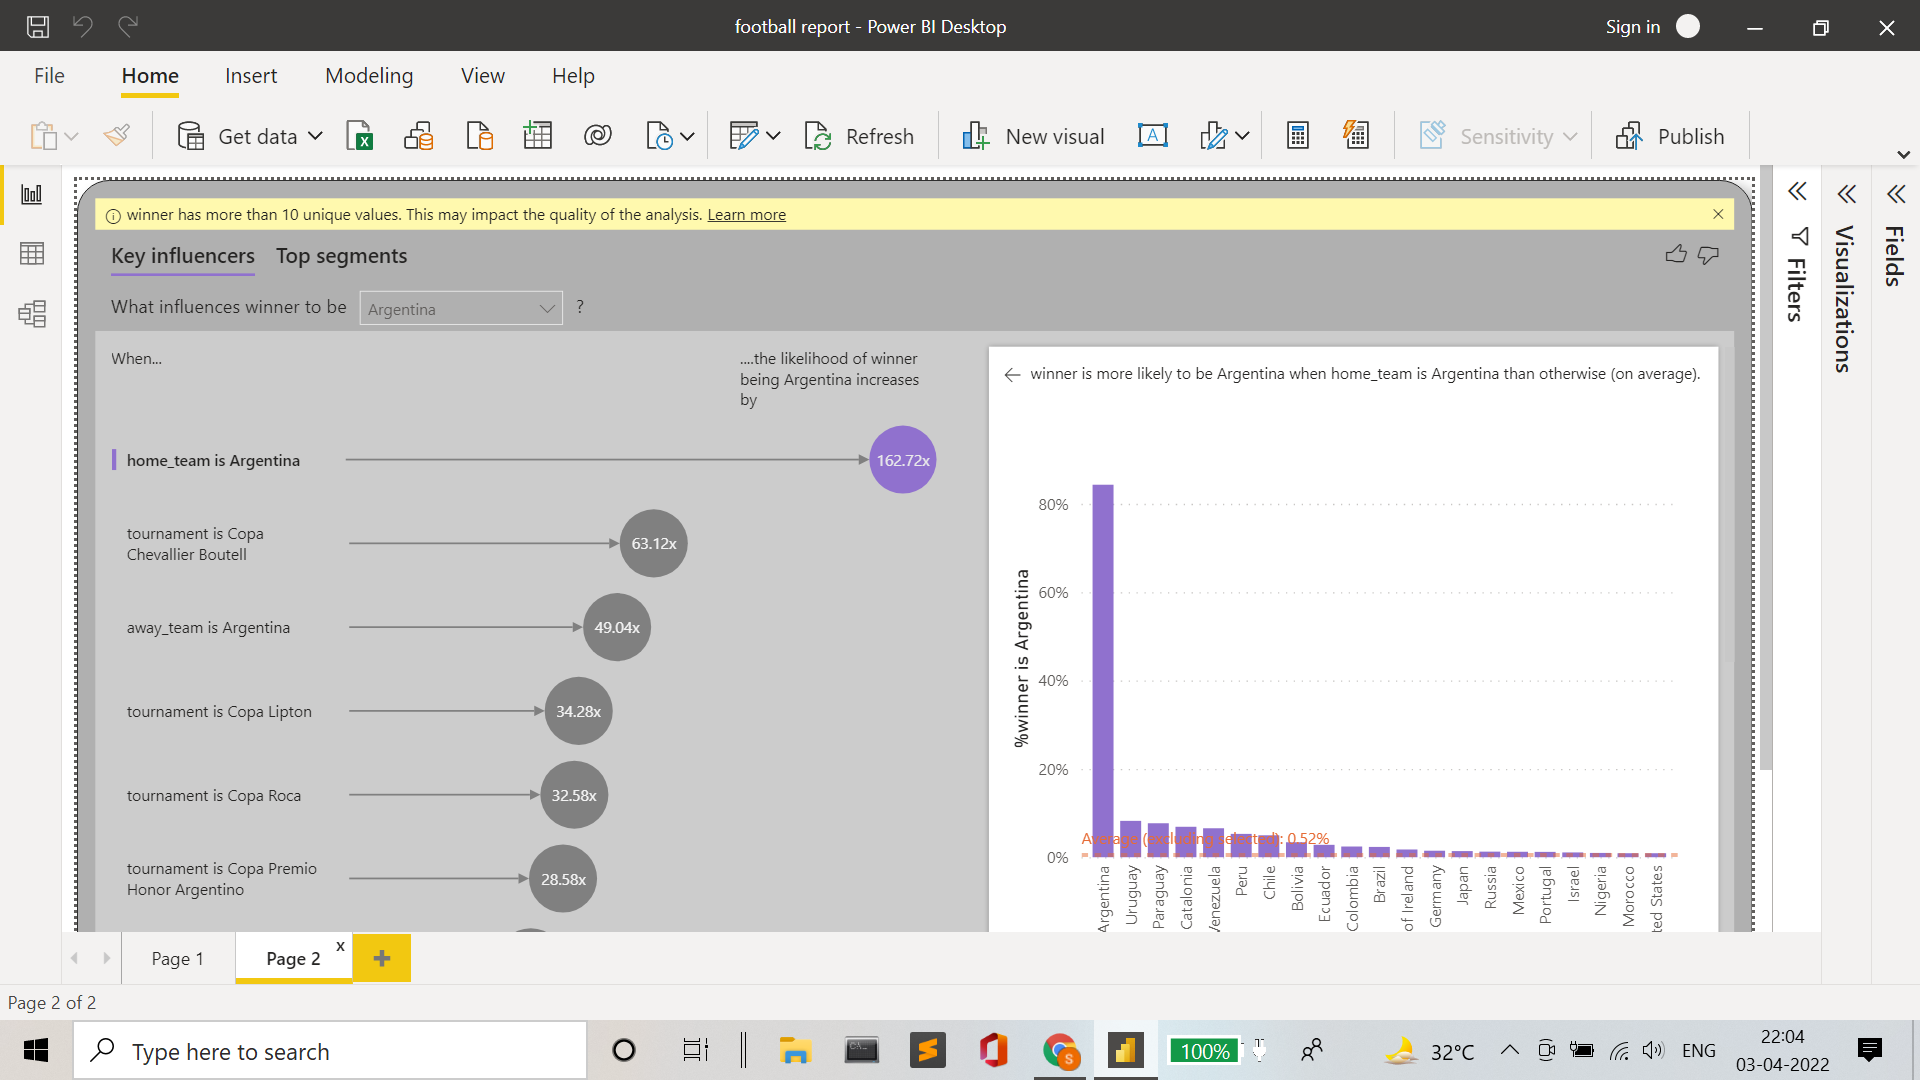 football report - Power BI Desktop
Sign in
File Home Insert Modeling View Help
Get data
Refresh
New visual
A
Sensitivity
Publish
winner has more than 10 unique values. This may impact the quality of the analysis. Learn more
Key influencers Top segments
What influences winner to be Argentina ?
When...
....the likelihood of winner
being Argentina increases
by
home_team is Argentina
162.72x
tournament is Copa
Chevallier Boutell
63.12x
away_team is Argentina
49.04x
tournament is Copa Lipton
34.28x
tournament is Copa Roca
32.58x
tournament is Copa Premio
Honor Argentino
28.58x
winner is more likely to be Argentina when home_team is Argentina than otherwise (on average).
%winner is Argentina
80%
60%
40%
20%
0%
Average (excluding selected): 0.52%
Argentina
Uruguay
Paraguay
Catalonia
Venezuela
Peru
Chile
Bolivia
Ecuador
Colombia
Brazil
of Ireland
Germany
Japan
Russia
Mexico
Portugal
Israel
Nigeria
Morocco
ted States
Filters
Visualizations
Fields
Page 1
Page 2
x
Page 2 of 2
Type here to search
S
100%
32°C
ENG
22:04
03-04-2022